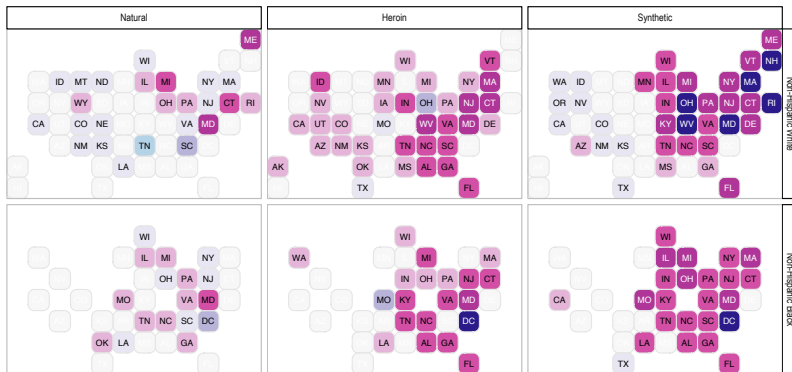 Natural Heroin Synthetic
ME ME
WI WI VT WI VT NH
ID MT ND IL MI NY MA ID MN MI NY MA WA ID MN IL MI NY MA
WY OH PA NJ CT RI NV IA IN OH PA NJ CT OR NV IN OH PA NJ CT RI
CA CO NE VA MD CA UT CO MO WV VA MD DE CA CO KY WV VA MD DE
NM KS TN SC AZ NM KS TN NC SC AZ NM KS TN NC SC
LA AK OK MS AL GA MS GA
TX FL TX FL
Non-Hispanic White
WI WI WI
IL MI NY WA MI MA IL MI NY MA
OH PA NJ IN OH PA NJ CT IN OH PA NJ CT
MO VA MD MO KY VA MD CA MO KY VA MD
TN NC SC DC TN NC DC TN NC SC DC
OK LA GA AL GA LA AL GA
FL TX FL
Non-Hispanic Black